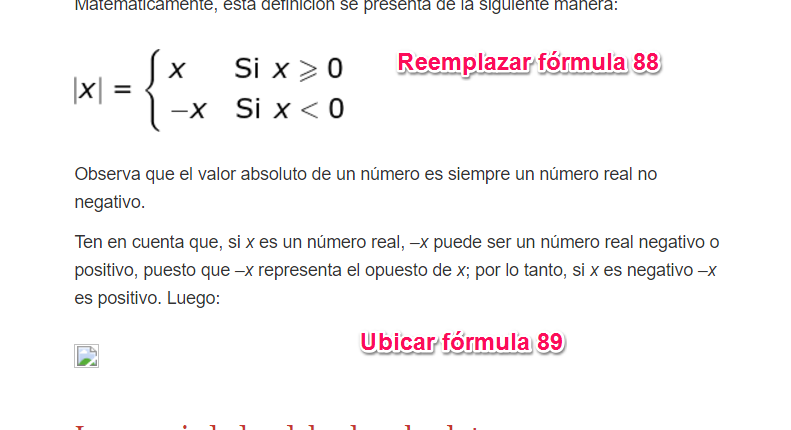 Matemáticamente, esta definición se presenta de la siguiente manera:
|x| = { x Si x ⩾ 0
−x Si x < 0
Reemplazar fórmula 88
Observa que el valor absoluto de un número es siempre un número real no
negativo.
Ten en cuenta que, si x es un número real, –x puede ser un número real negativo o
positivo, puesto que –x representa el opuesto de x; por lo tanto, si x es negativo –x
es positivo. Luego:
Ubicar fórmula 89